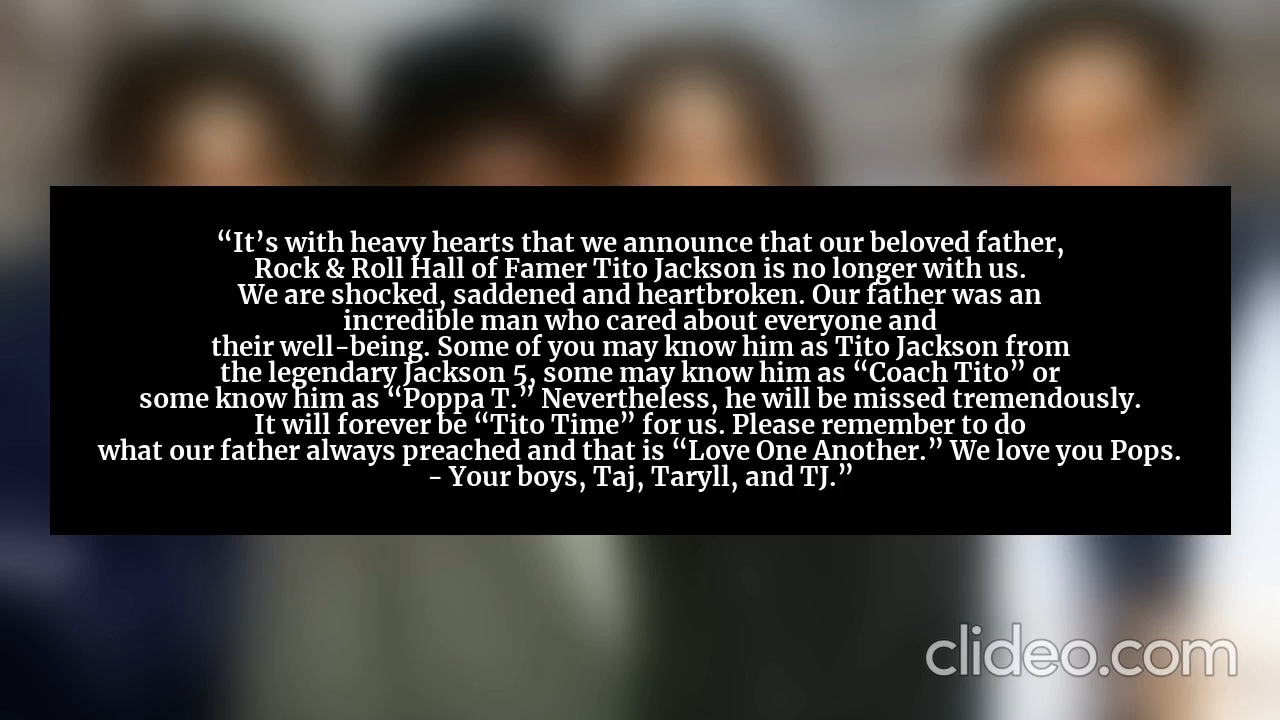 “It’s with heavy hearts that we announce that our beloved father,
Rock & Roll Hall of Famer Tito Jackson is no longer with us.
We are shocked, saddened and heartbroken. Our father was an
incredible man who cared about everyone and
their well-being. Some of you may know him as Tito Jackson from
the legendary Jackson 5, some may know him as “Coach Tito” or
some know him as “Poppa T.” Nevertheless, he will be missed tremendously.
It will forever be “Tito Time” for us. Please remember to do
what our father always preached and that is “Love One Another.” We love you Pops.
- Your boys, Taj, Taryll, and TJ.”
clideo.com